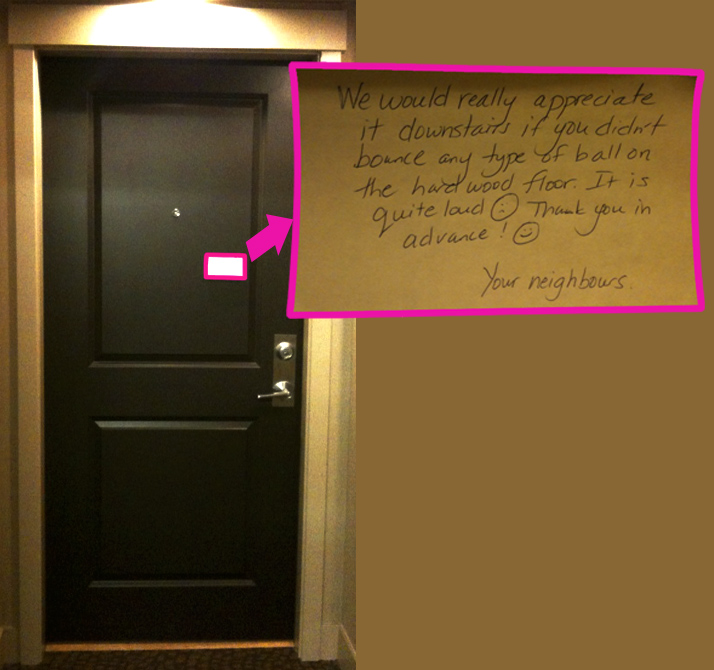 We would really appreciate
it downstairs if you didn't
bounce any type of ball on
the hardwood floor. It is
quite loud ☹ Thank you in
advance! ☺
Your neighbours.